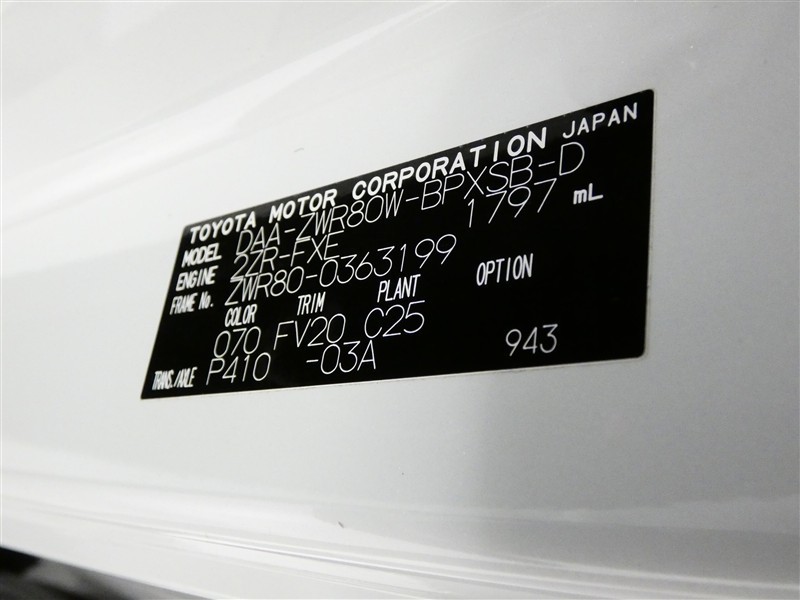 TOYOTA MOTOR CORPORATION JAPAN
MODEL DAA-ZWR80W-BPXSB-D
ENGINE 2ZR-FXE 1797 mL
FRAME No. ZWR80-0363199
COLOR TRIM PLANT OPTION
070 FV20 C25
TRANS./AXLE P410 -03A 943